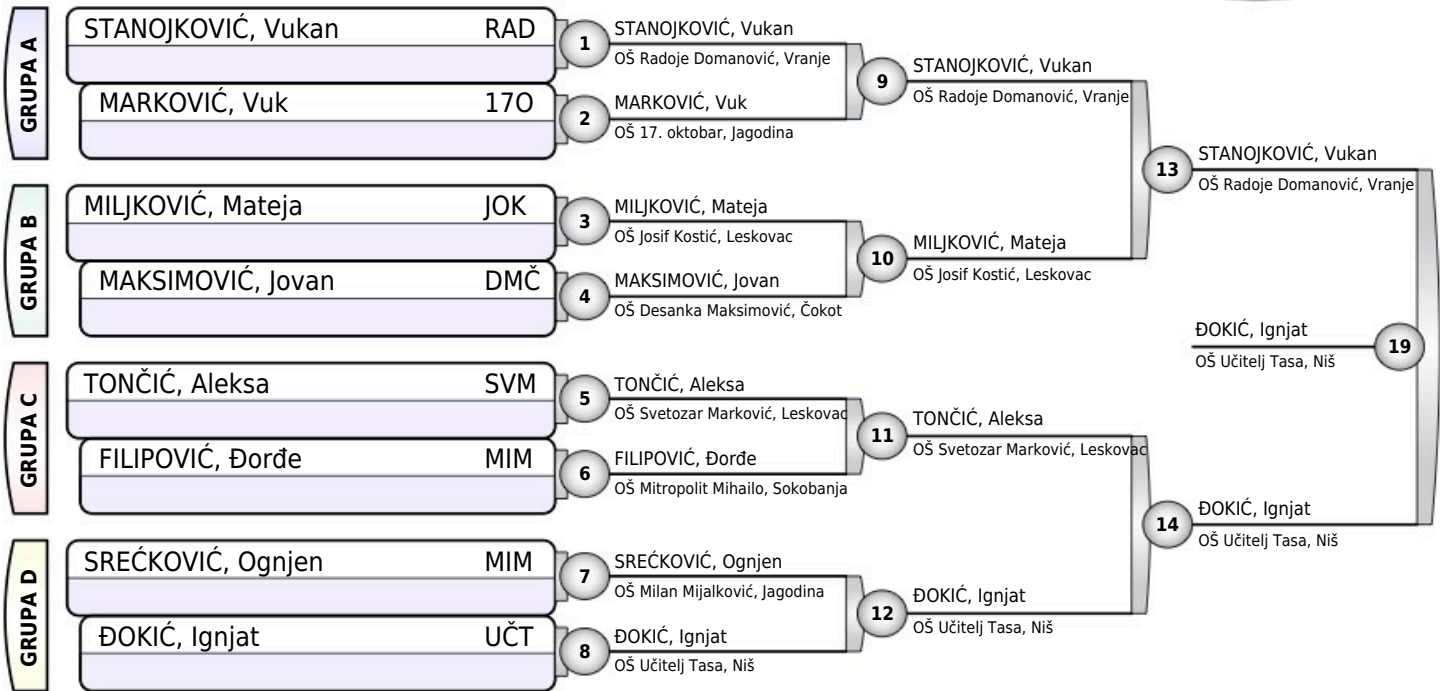 GRUPA A
STANOJKOVIĆ, Vukan RAD
MARKOVIĆ, Vuk 17O
GRUPA B
MILJKOVIĆ, Mateja JOK
MAKSIMOVIĆ, Jovan DMČ
GRUPA C
TONČIĆ, Aleksa SVM
FILIPOVIĆ, Đorđe MIM
GRUPA D
SREĆKOVIĆ, Ognjen MIM
ĐOKIĆ, Ignjat UČT
1
STANOJKOVIĆ, Vukan
OŠ Radoje Domanović, Vranje
2
MARKOVIĆ, Vuk
OŠ 17. oktobar, Jagodina
3
MILJKOVIĆ, Mateja
OŠ Josif Kostić, Leskovac
4
MAKSIMOVIĆ, Jovan
OŠ Desanka Maksimović, Čokot
5
TONČIĆ, Aleksa
OŠ Svetozar Marković, Leskovac
6
FILIPOVIĆ, Đorđe
OŠ Mitropolit Mihailo, Sokobanja
7
SREĆKOVIĆ, Ognjen
OŠ Milan Mijalković, Jagodina
8
ĐOKIĆ, Ignjat
OŠ Učitelj Tasa, Niš
9
STANOJKOVIĆ, Vukan
OŠ Radoje Domanović, Vranje
10
MILJKOVIĆ, Mateja
OŠ Josif Kostić, Leskovac
11
TONČIĆ, Aleksa
OŠ Svetozar Marković, Leskovac
12
ĐOKIĆ, Ignjat
OŠ Učitelj Tasa, Niš
13
STANOJKOVIĆ, Vukan
OŠ Radoje Domanović, Vranje
14
ĐOKIĆ, Ignjat
OŠ Učitelj Tasa, Niš
ĐOKIĆ, Ignjat
OŠ Učitelj Tasa, Niš
19